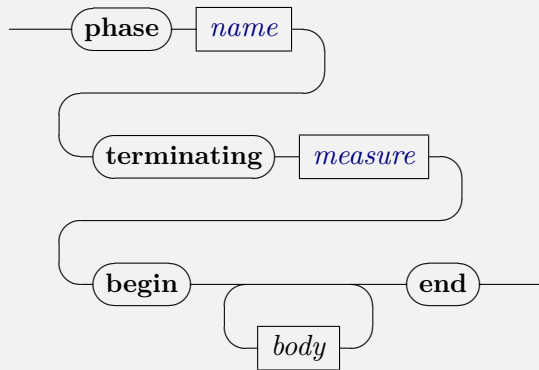 phase name
terminating measure
begin end
body